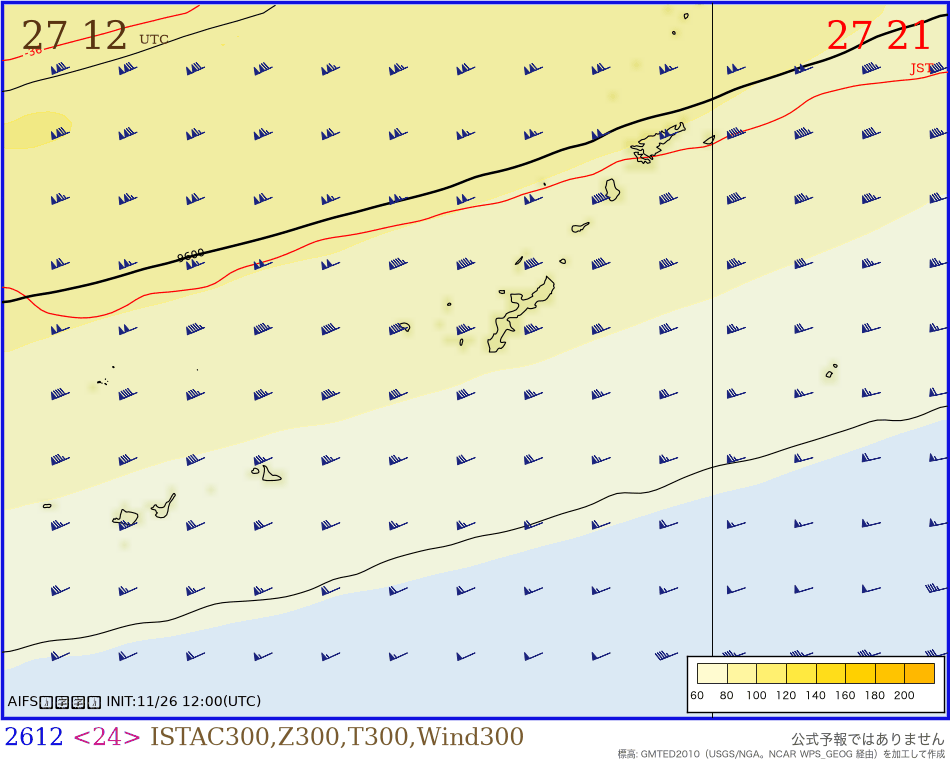 27 12 UTC
27 21
JST
-36
9600
60 80 100 120 140 160 180 200
AIFS INIT:11/26 12:00(UTC)
2612 <24> ISTAC300,Z300,T300,Wind300
公式予報ではありません
標高: GMTED2010（USGS/NGA。NCAR WPS_GEOG 経由）を加工して作成